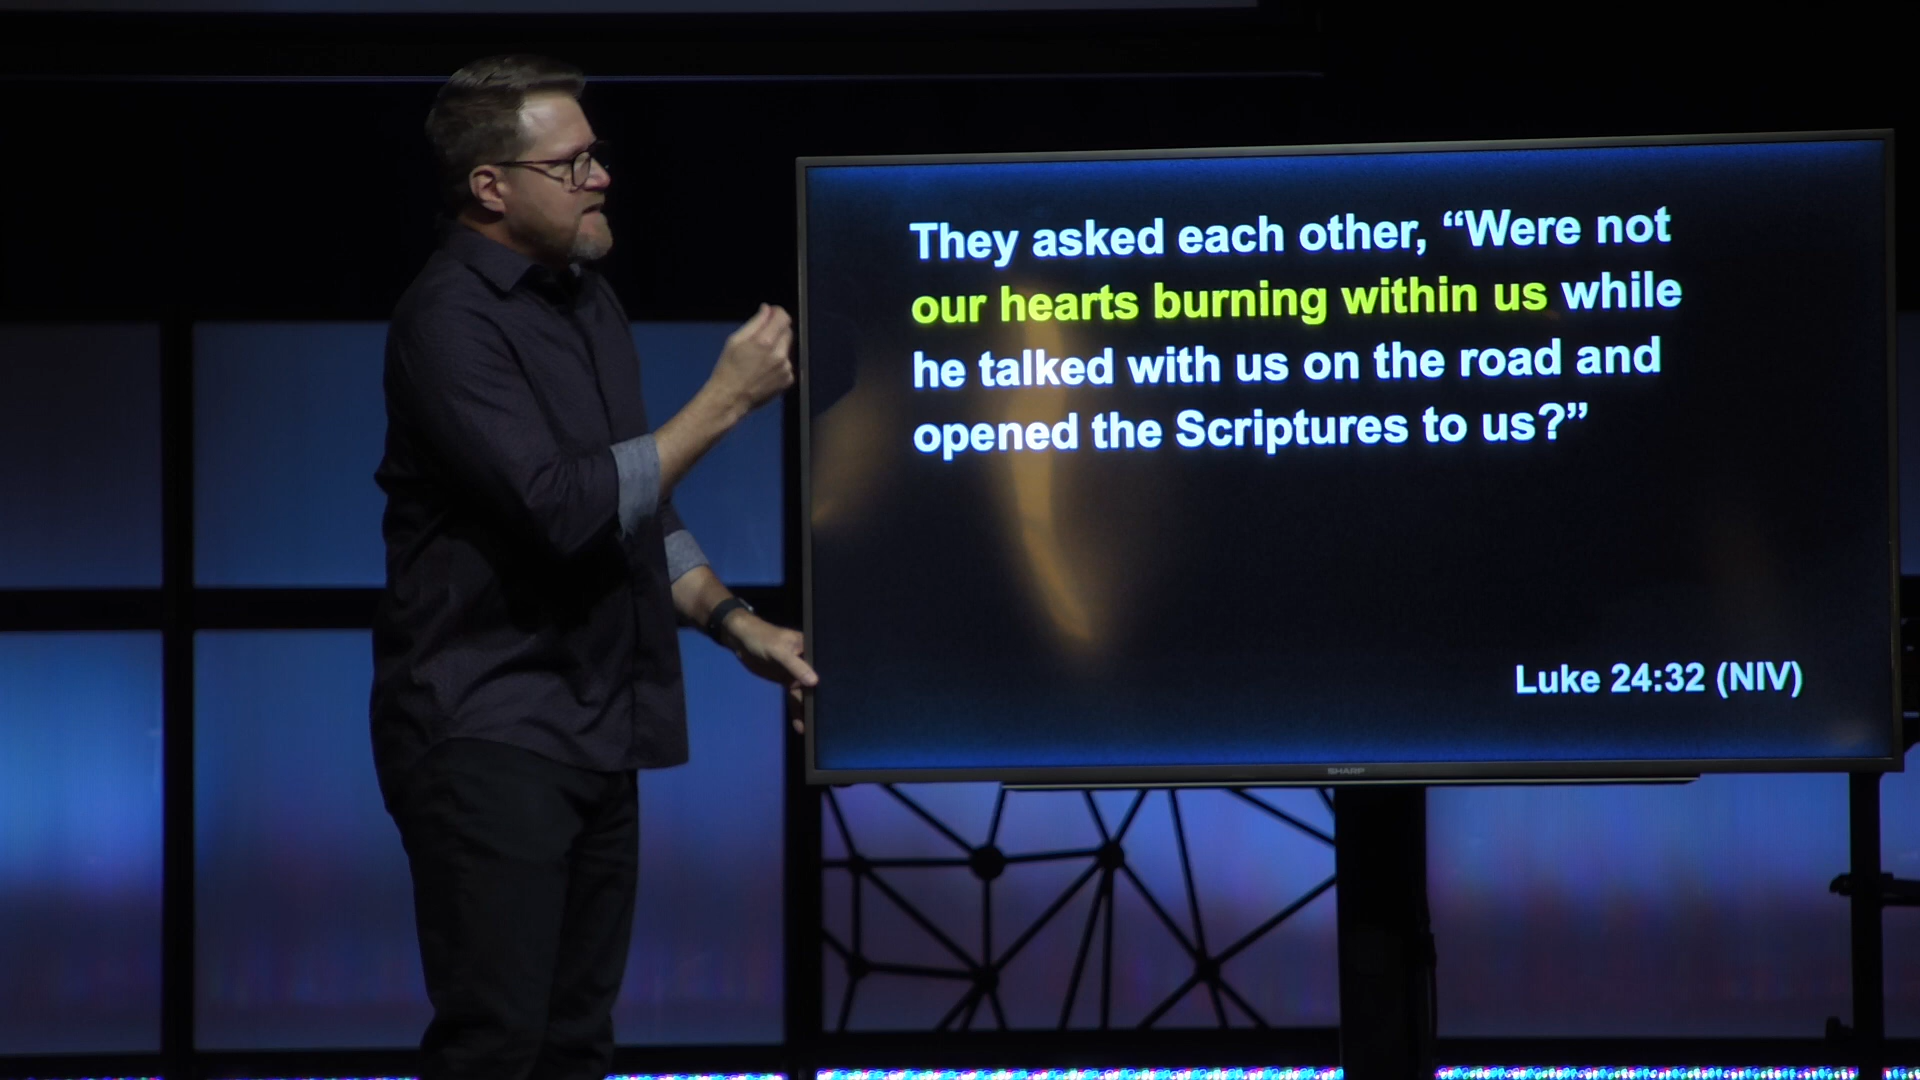 They asked each other, “Were not
our hearts burning within us while
he talked with us on the road and
opened the Scriptures to us?”
Luke 24:32 (NIV)
SHARP